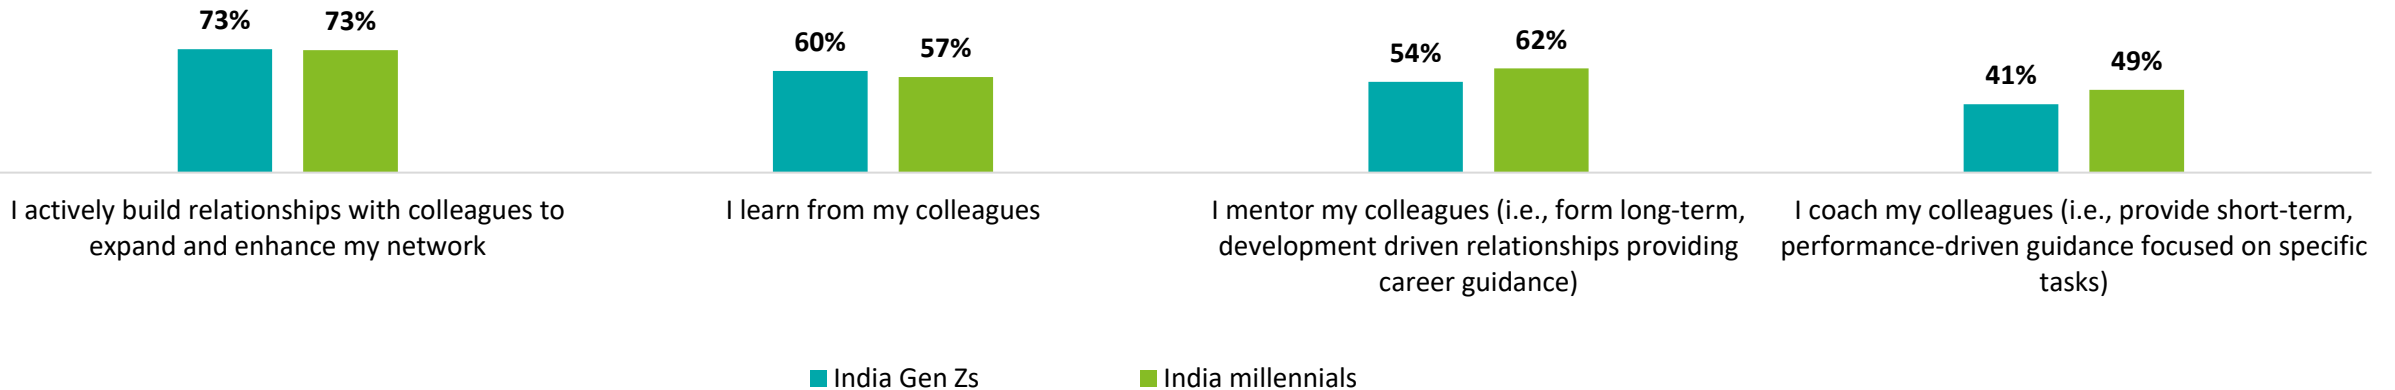 73%
73%
60%
57%
54%
62%
41%
49%
I actively build relationships with colleagues to
expand and enhance my network
I learn from my colleagues
I mentor my colleagues (i.e., form long-term,
development driven relationships providing
career guidance)
I coach my colleagues (i.e., provide short-term,
performance-driven guidance focused on specific
tasks)
India Gen Zs
India millennials